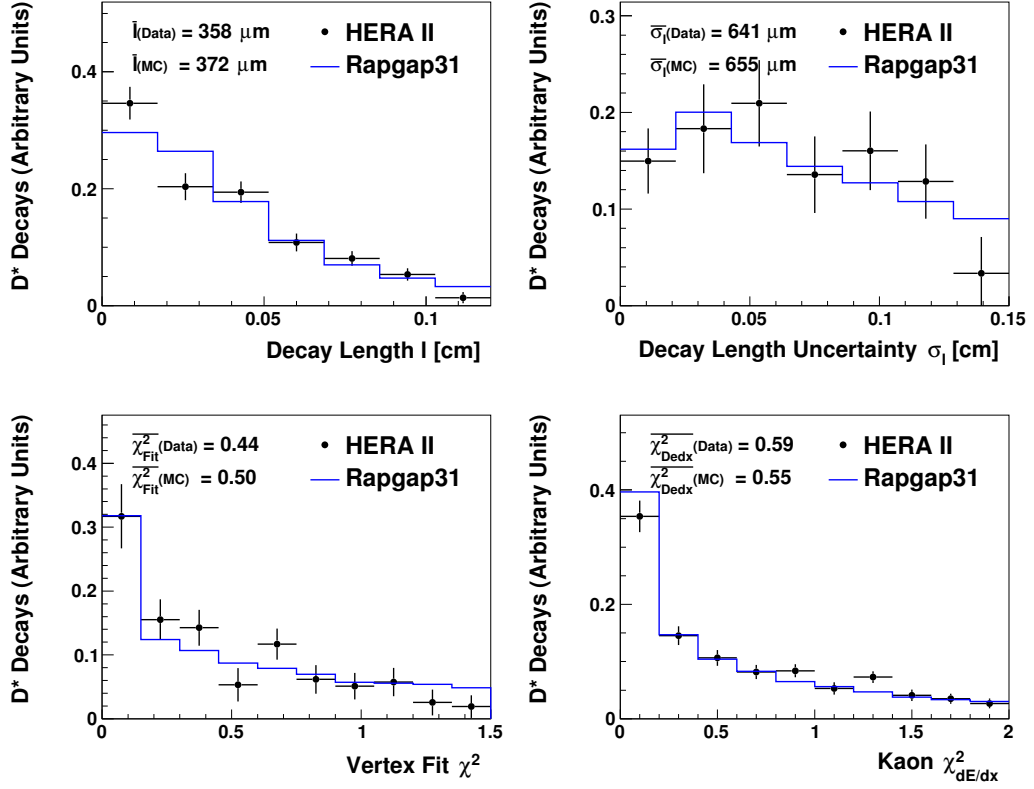 l̄(Data) = 358 μm
l̄(MC) = 372 μm
HERA II
Rapgap31
D* Decays (Arbitrary Units)
0.4
0.2
0
0 0.05 0.1
Decay Length l [cm]
σ̄l(Data) = 641 μm
σ̄l(MC) = 655 μm
HERA II
Rapgap31
D* Decays (Arbitrary Units)
0.3
0.2
0.1
0
0 0.05 0.1 0.15
Decay Length Uncertainty σl [cm]
χ²Fit(Data) = 0.44
χ²Fit(MC) = 0.50
HERA II
Rapgap31
D* Decays (Arbitrary Units)
0.4
0.3
0.2
0.1
0
0 0.5 1 1.5
Vertex Fit χ²
χ²Dedx(Data) = 0.59
χ²Dedx(MC) = 0.55
HERA II
Rapgap31
D* Decays (Arbitrary Units)
0.4
0.2
0
0 0.5 1 1.5 2
Kaon χ²dE/dx